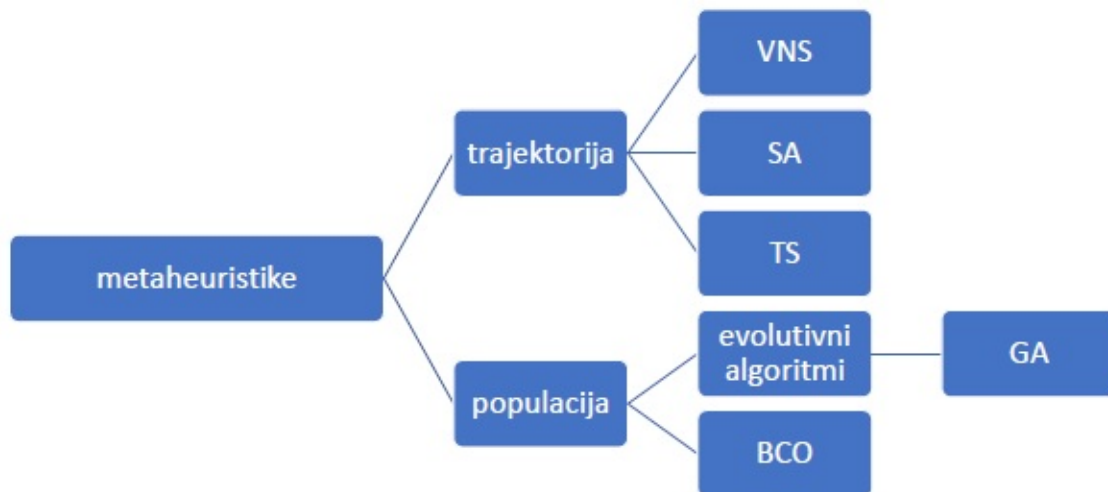 metaheuristike
trajektorija
VNS
SA
TS
populacija
evolutivni
algoritmi
GA
BCO